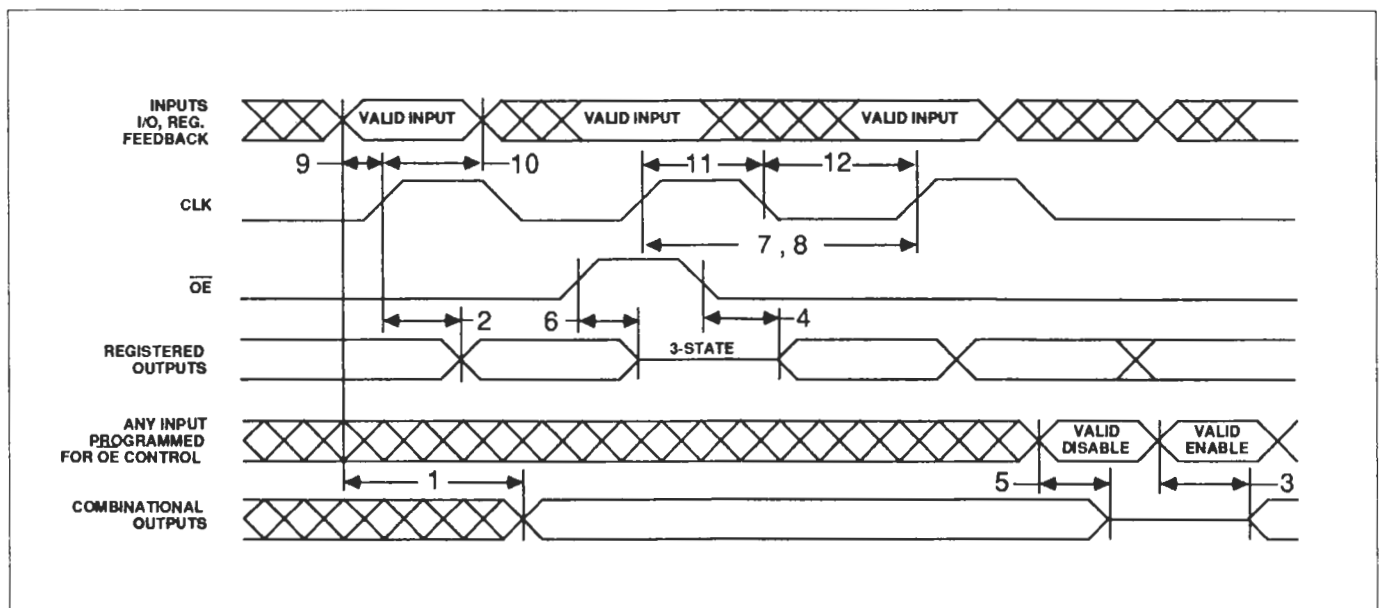 INPUTS
I/O, REG.
FEEDBACK
VALID INPUT
VALID INPUT
VALID INPUT
9
10
11
12
CLK
7 , 8
OE
2
6
4
REGISTERED
OUTPUTS
3-STATE
ANY INPUT
PROGRAMMED
FOR OE CONTROL
VALID
DISABLE
VALID
ENABLE
1
5
3
COMBINATIONAL
OUTPUTS